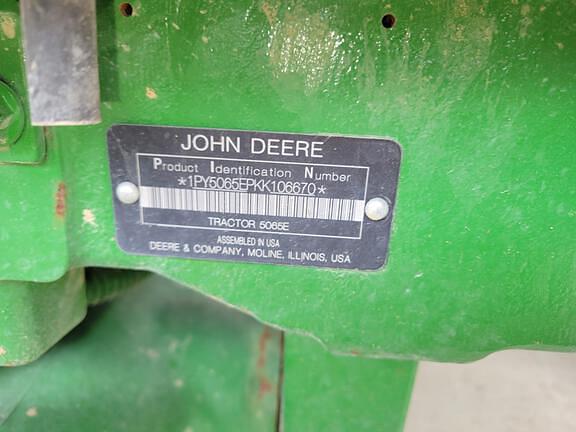 JOHN DEERE
Product Identification Number
*1PY5065EPKK106670*
TRACTOR 5065E
ASSEMBLED IN USA
DEERE & COMPANY, MOLINE, ILLINOIS, USA